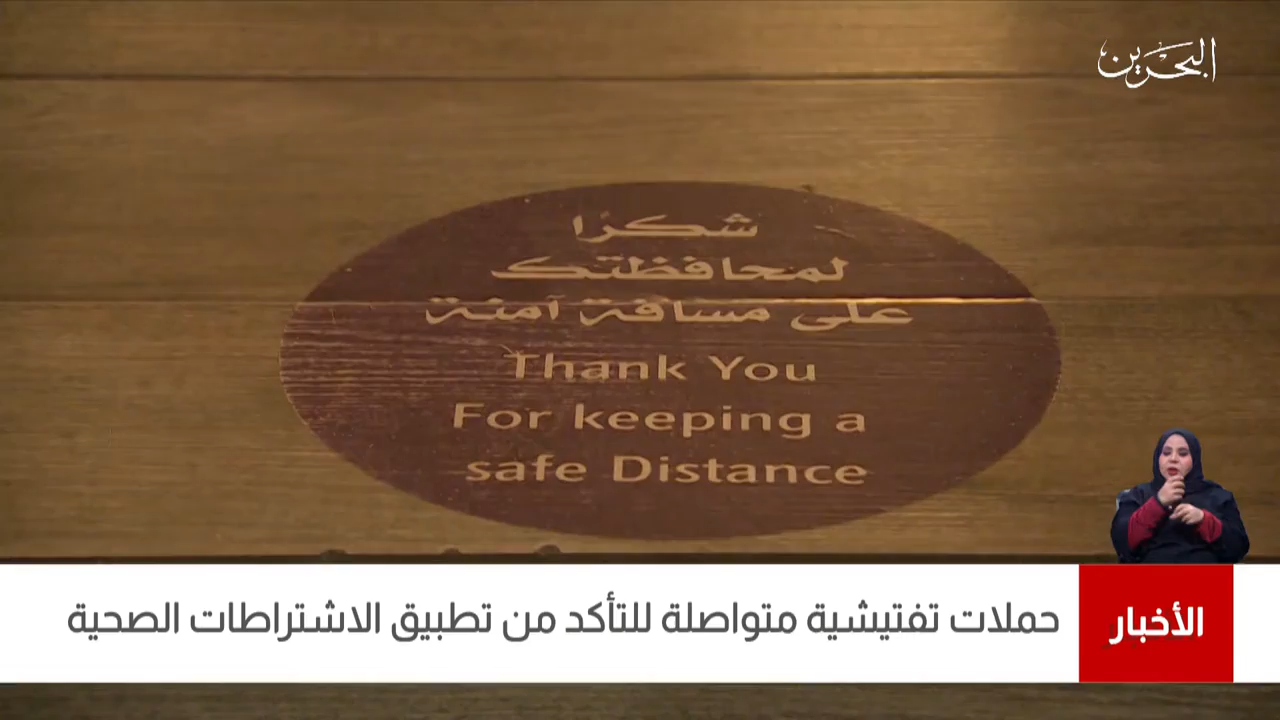 البحرين
شكرًا
لمحافظتك
على مسافة آمنة
Thank You
For keeping a
safe Distance
حملات تفتيشية متواصلة للتأكد من تطبيق الاشتراطات الصحية
الأخبار